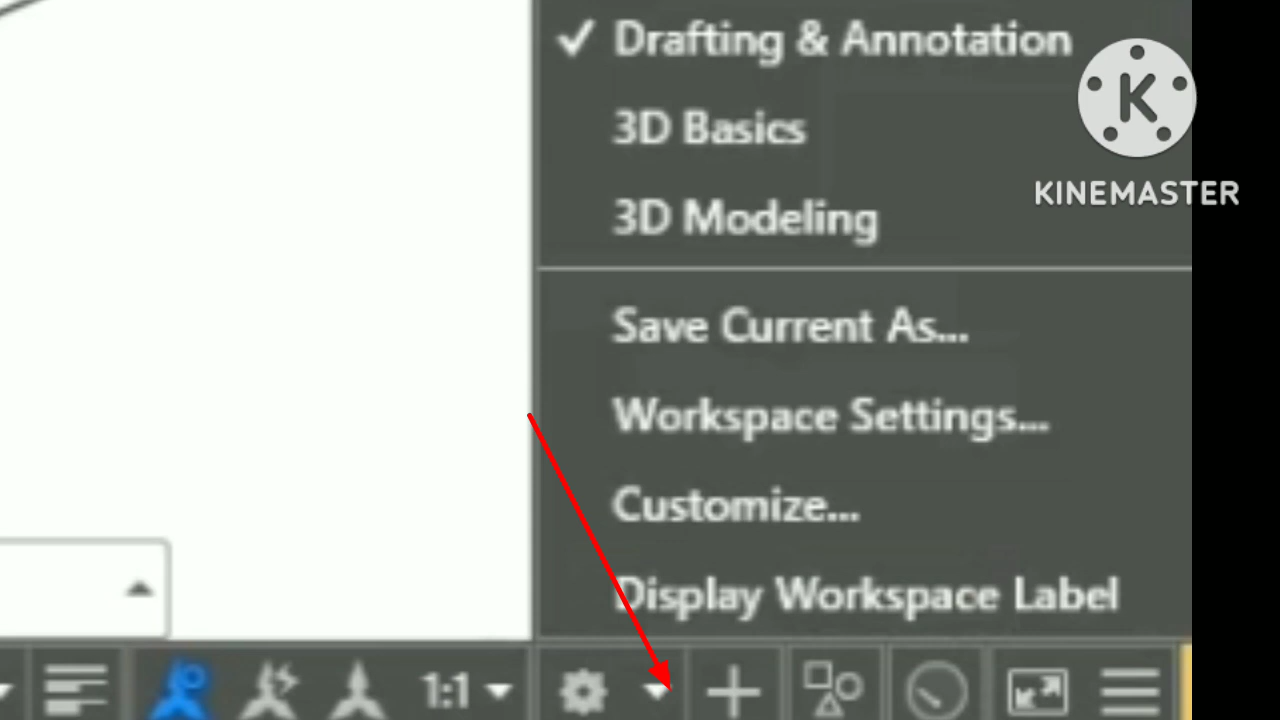 Drafting & Annotation
K
KINEMASTER
3D Basics
3D Modeling
Save Current As...
Workspace Settings...
Customize...
Display Workspace Label
1:1